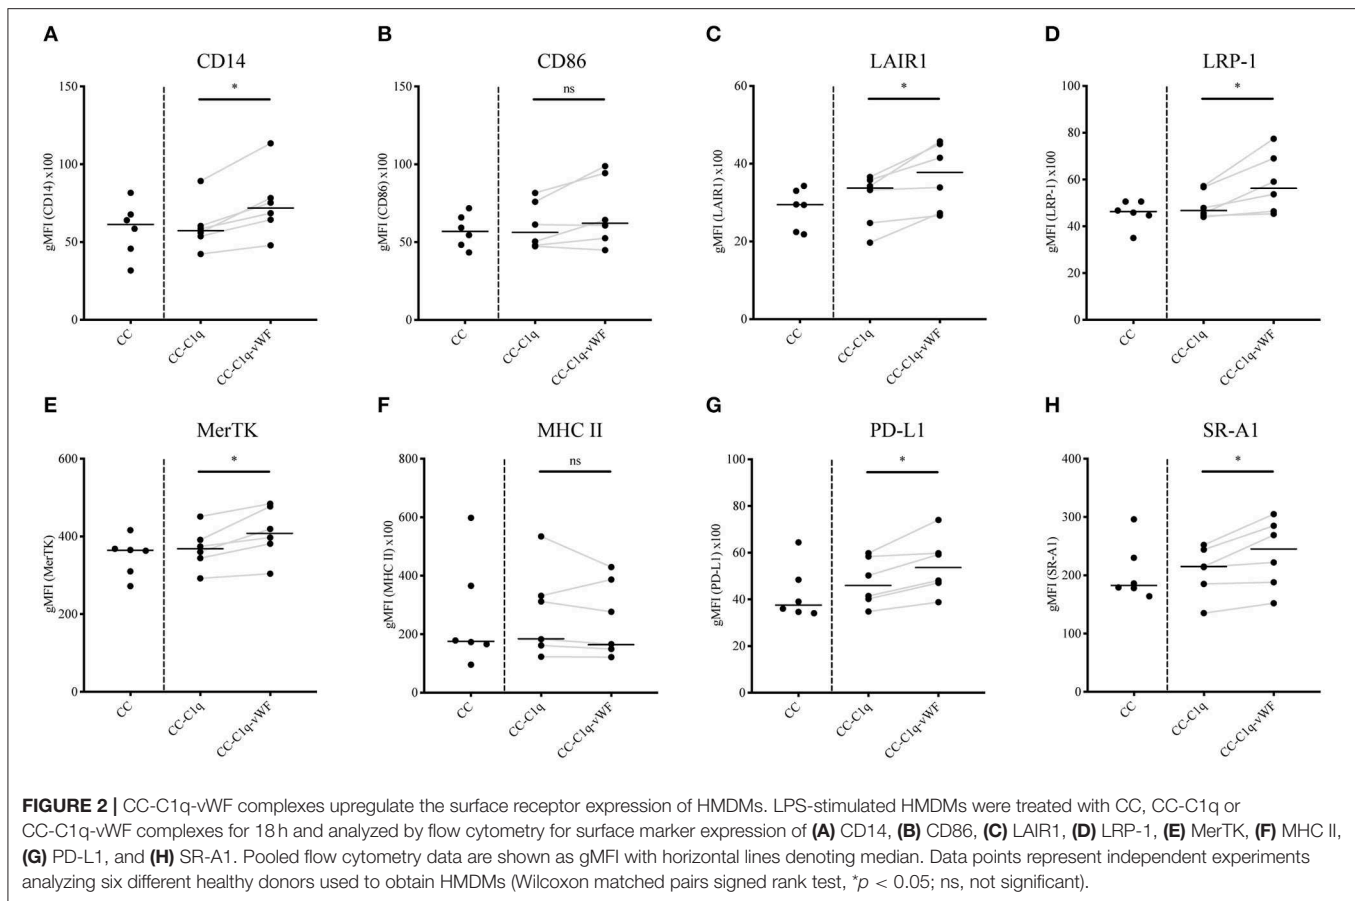 A
CD14
150
100
50
0
gMFI (CD14) x100
*
CC
CC-C1q
CC-C1q-vWF
B
CD86
150
100
50
0
gMFI (CD86) x100
ns
CC
CC-C1q
CC-C1q-vWF
C
LAIR1
60
40
20
0
gMFI (LAIR1) x100
*
CC
CC-C1q
CC-C1q-vWF
D
LRP-1
100
80
60
40
20
0
gMFI (LRP-1) x100
*
CC
CC-C1q
CC-C1q-vWF
E
MerTK
600
400
200
0
gMFI (MerTK)
*
CC
CC-C1q
CC-C1q-vWF
F
MHC II
800
600
400
200
0
gMFI (MHC II) x100
ns
CC
CC-C1q
CC-C1q-vWF
G
PD-L1
100
80
60
40
20
0
gMFI (PD-L1) x100
*
CC
CC-C1q
CC-C1q-vWF
H
SR-A1
400
300
200
100
0
gMFI (SR-A1)
*
CC
CC-C1q
CC-C1q-vWF
FIGURE 2 | CC-C1q-vWF complexes upregulate the surface receptor expression of HMDMs. LPS-stimulated HMDMs were treated with CC, CC-C1q or
CC-C1q-vWF complexes for 18 h and analyzed by flow cytometry for surface marker expression of (A) CD14, (B) CD86, (C) LAIR1, (D) LRP-1, (E) MerTK, (F) MHC II,
(G) PD-L1, and (H) SR-A1. Pooled flow cytometry data are shown as gMFI with horizontal lines denoting median. Data points represent independent experiments
analyzing six different healthy donors used to obtain HMDMs (Wilcoxon matched pairs signed rank test, *p < 0.05; ns, not significant).